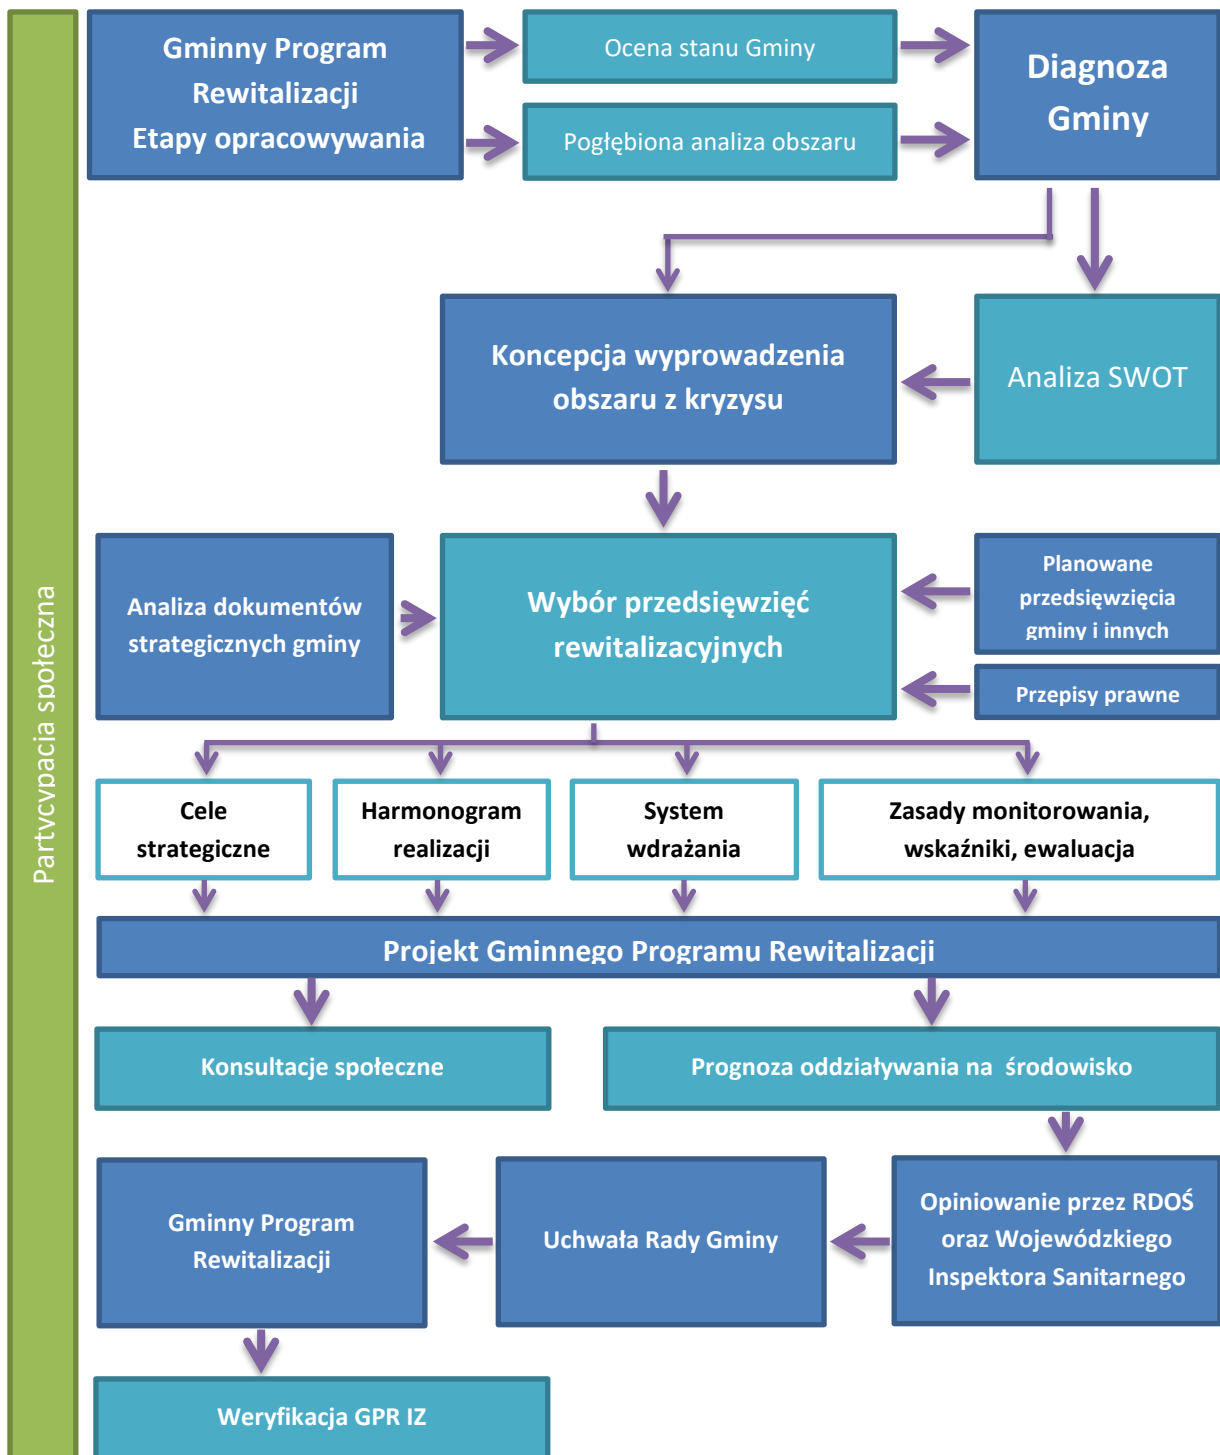 Partycypacja społeczna
Gminny Program
Rewitalizacji
Etapy opracowywania
Ocena stanu Gminy
Pogłębiona analiza obszaru
Diagnoza
Gminy
Koncepcja wyprowadzenia
obszaru z kryzysu
Analiza SWOT
Analiza dokumentów
strategicznych gminy
Wybór przedsięwzięć
rewitalizacyjnych
Planowane
przedsięwzięcia
gminy i innych
Przepisy prawne
Cele
strategiczne
Harmonogram
realizacji
System
wdrażania
Zasady monitorowania,
wskaźniki, ewaluacja
Projekt Gminnego Programu Rewitalizacji
Konsultacje społeczne
Prognoza oddziaływania na środowisko
Opiniowanie przez RDOŚ
oraz Wojewódzkiego
Inspektora Sanitarnego
Uchwała Rady Gminy
Gminny Program
Rewitalizacji
Weryfikacja GPR IZ